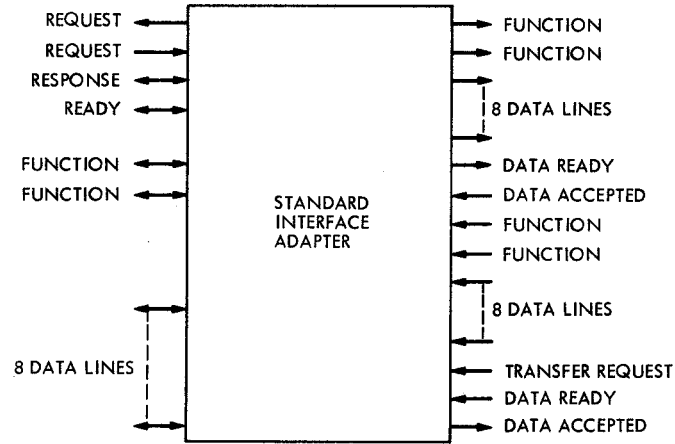 REQUEST
REQUEST
RESPONSE
READY
FUNCTION
FUNCTION
8 DATA LINES
STANDARD
INTERFACE
ADAPTER
FUNCTION
FUNCTION
8 DATA LINES
DATA READY
DATA ACCEPTED
FUNCTION
FUNCTION
8 DATA LINES
TRANSFER REQUEST
DATA READY
DATA ACCEPTED